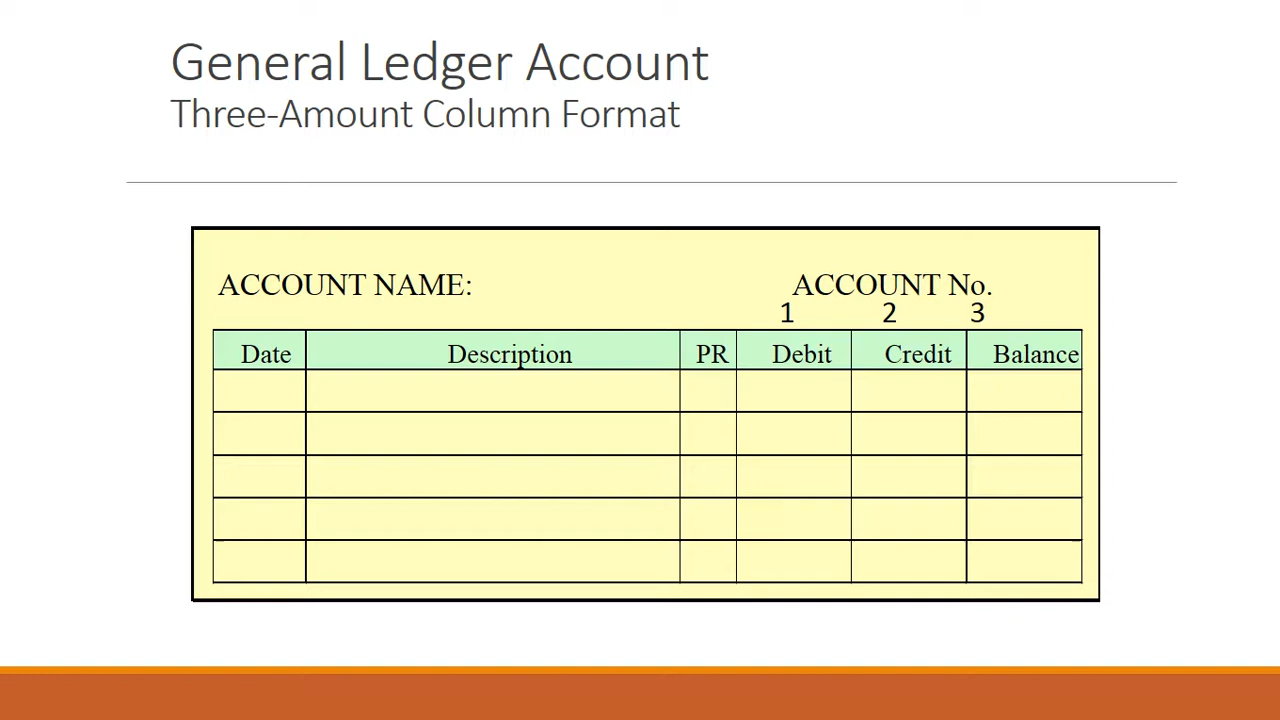 General Ledger Account
Three-Amount Column Format
ACCOUNT NAME: ACCOUNT No.
1 2 3
Date Description PR Debit Credit Balance